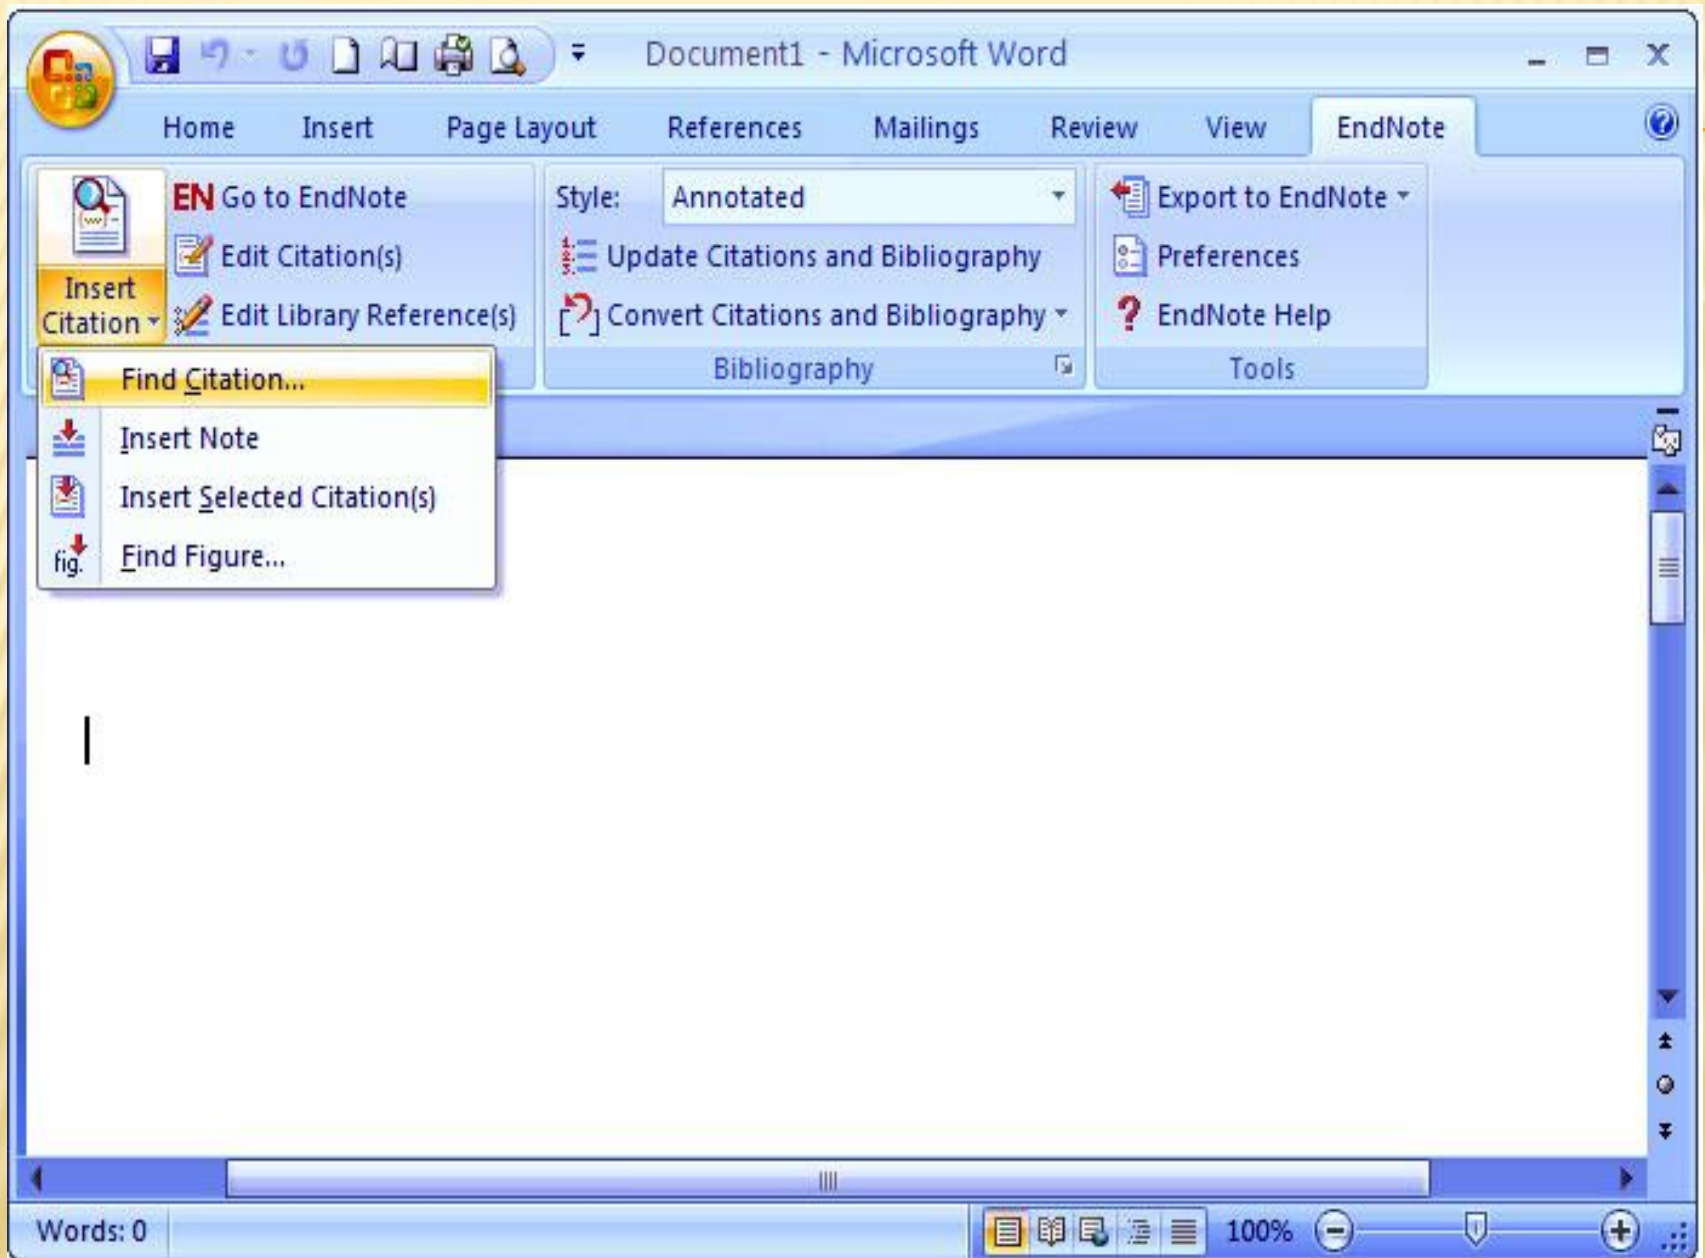 Document1 - Microsoft Word
Home Insert Page Layout References Mailings Review View EndNote
Insert Citation
EN Go to EndNote
Edit Citation(s)
Edit Library Reference(s)
Style: Annotated
Update Citations and Bibliography
Convert Citations and Bibliography
Bibliography
Export to EndNote
Preferences
? EndNote Help
Tools
Find Citation...
Insert Note
Insert Selected Citation(s)
fig. Find Figure...
Words: 0
100%